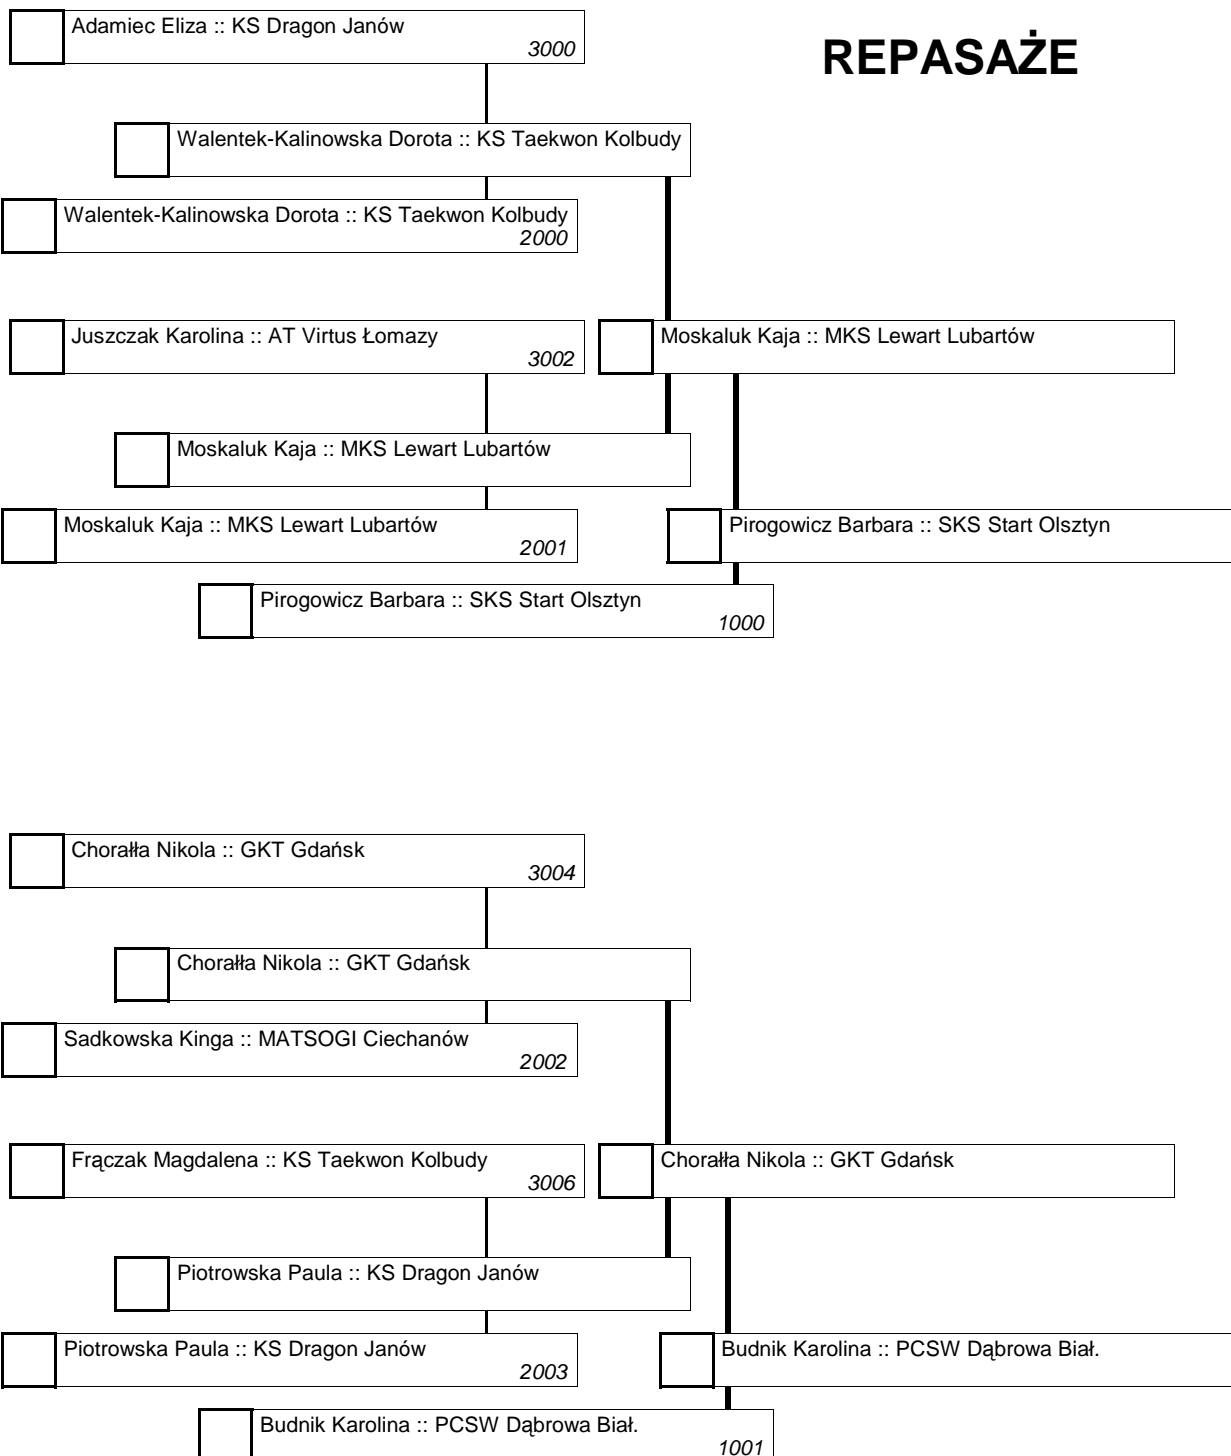 Adamiec Eliza :: KS Dragon Janów
3000
REPASAŻE
Walentek-Kalinowska Dorota :: KS Taekwon Kolbudy
Walentek-Kalinowska Dorota :: KS Taekwon Kolbudy
2000
Juszczak Karolina :: AT Virtus Łomazy
3002
Moskaluk Kaja :: MKS Lewart Lubartów
Moskaluk Kaja :: MKS Lewart Lubartów
Moskaluk Kaja :: MKS Lewart Lubartów
2001
Pirogowicz Barbara :: SKS Start Olsztyn
Pirogowicz Barbara :: SKS Start Olsztyn
1000
Chorałła Nikola :: GKT Gdańsk
3004
Chorałła Nikola :: GKT Gdańsk
Sadkowska Kinga :: MATSOGI Ciechanów
2002
Frączak Magdalena :: KS Taekwon Kolbudy
3006
Chorałła Nikola :: GKT Gdańsk
Piotrowska Paula :: KS Dragon Janów
Piotrowska Paula :: KS Dragon Janów
2003
Budnik Karolina :: PCSW Dąbrowa Biał.
Budnik Karolina :: PCSW Dąbrowa Biał.
1001